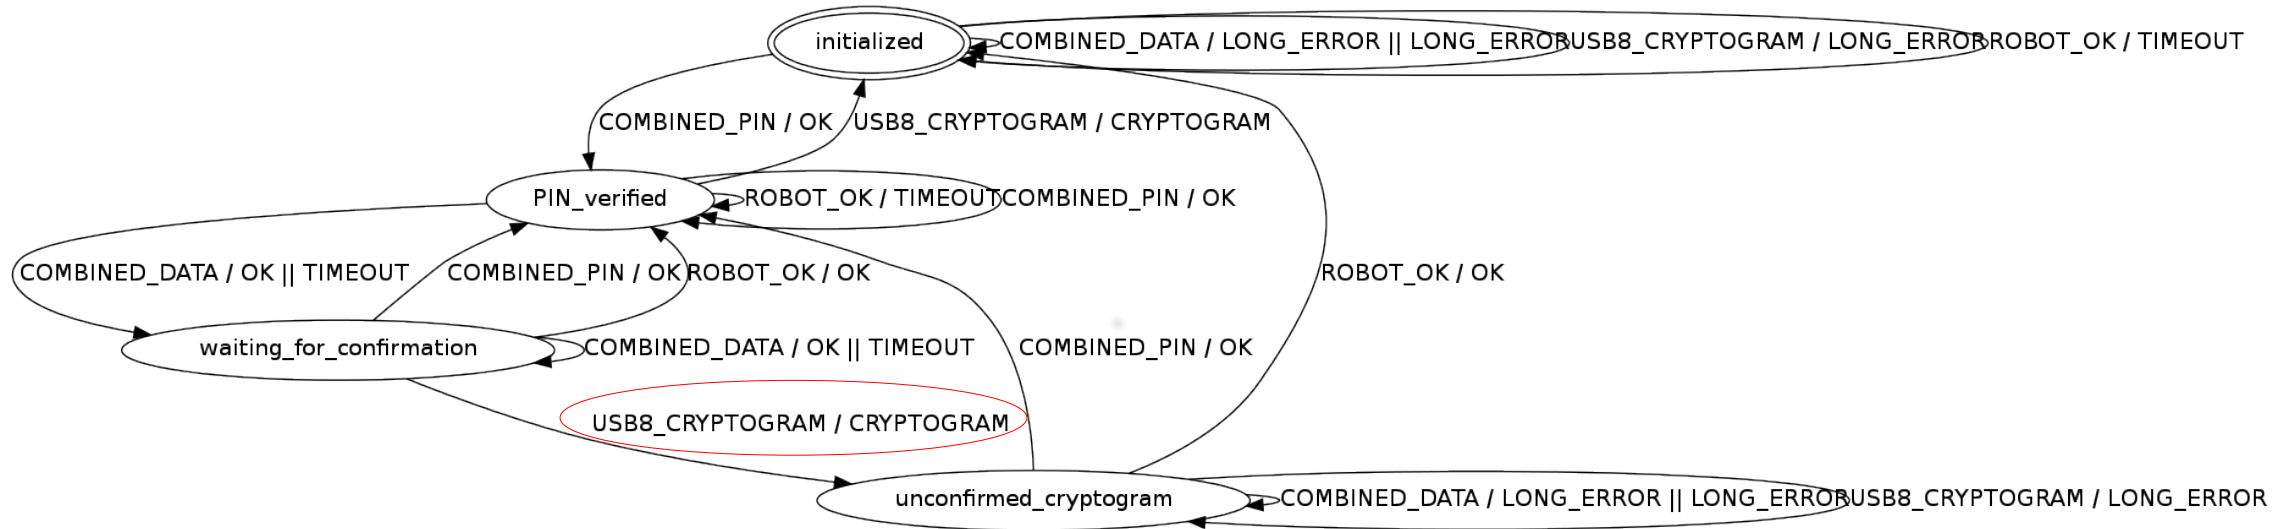 initialized
COMBINED_DATA / LONG_ERROR || LONG_ERROR
USB8_CRYPTOGRAM / LONG_ERROR
ROBOT_OK / TIMEOUT
COMBINED_PIN / OK
USB8_CRYPTOGRAM / CRYPTOGRAM
PIN_verified
ROBOT_OK / TIMEOUT
COMBINED_PIN / OK
COMBINED_DATA / OK || TIMEOUT
COMBINED_PIN / OK
ROBOT_OK / OK
ROBOT_OK / OK
waiting_for_confirmation
COMBINED_DATA / OK || TIMEOUT
COMBINED_PIN / OK
USB8_CRYPTOGRAM / CRYPTOGRAM
unconfirmed_cryptogram
COMBINED_DATA / LONG_ERROR || LONG_ERROR
USB8_CRYPTOGRAM / LONG_ERROR